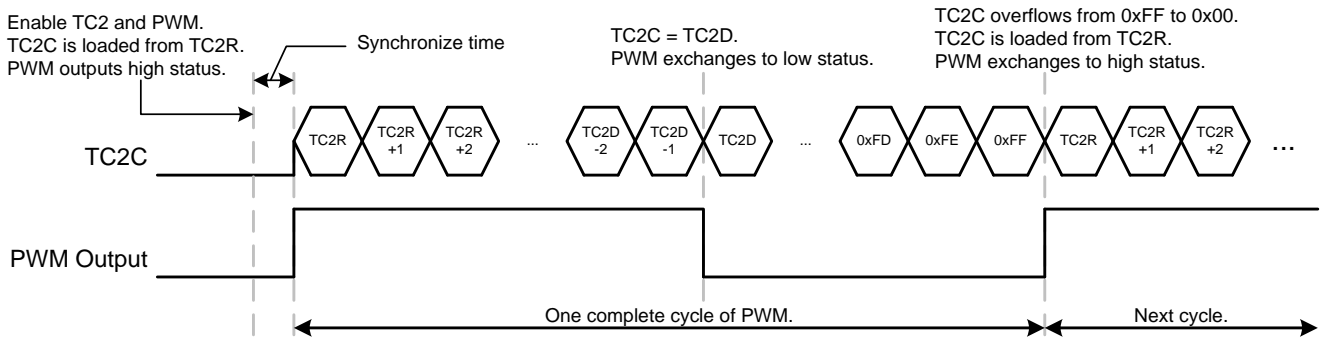 Enable TC2 and PWM.
TC2C is loaded from TC2R.
PWM outputs high status.
Synchronize time
TC2C = TC2D.
PWM exchanges to low status.
TC2C overflows from 0xFF to 0x00.
TC2C is loaded from TC2R.
PWM exchanges to high status.
TC2C
TC2R
TC2R
+1
TC2R
+2
...
TC2D
-2
TC2D
-1
TC2D
...
0xFD
0xFE
0xFF
TC2R
TC2R
+1
TC2R
+2
...
PWM Output
One complete cycle of PWM.
Next cycle.